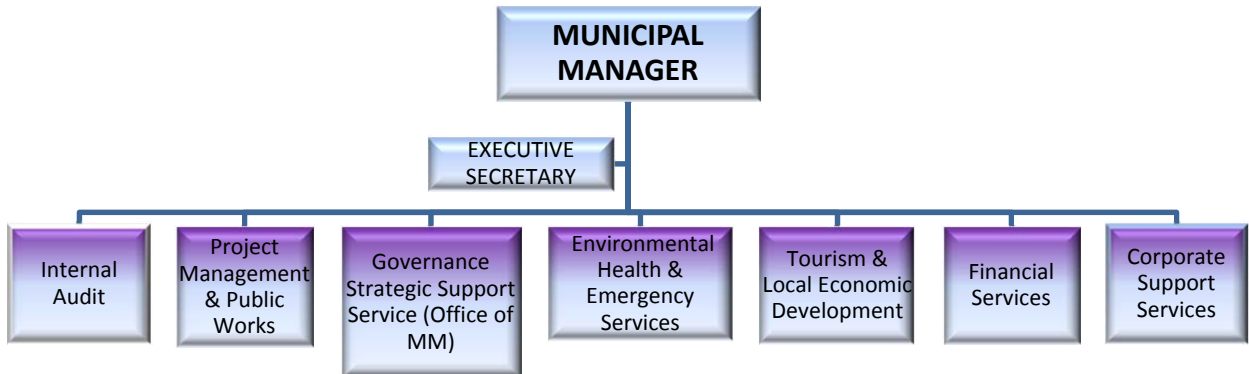 MUNICIPAL
MANAGER
EXECUTIVE
SECRETARY
Internal
Audit
Project
Management
& Public
Works
Governance
Strategic Support
Service (Office of
MM)
Environmental
Health &
Emergency
Services
Tourism &
Local Economic
Development
Financial
Services
Corporate
Support
Services